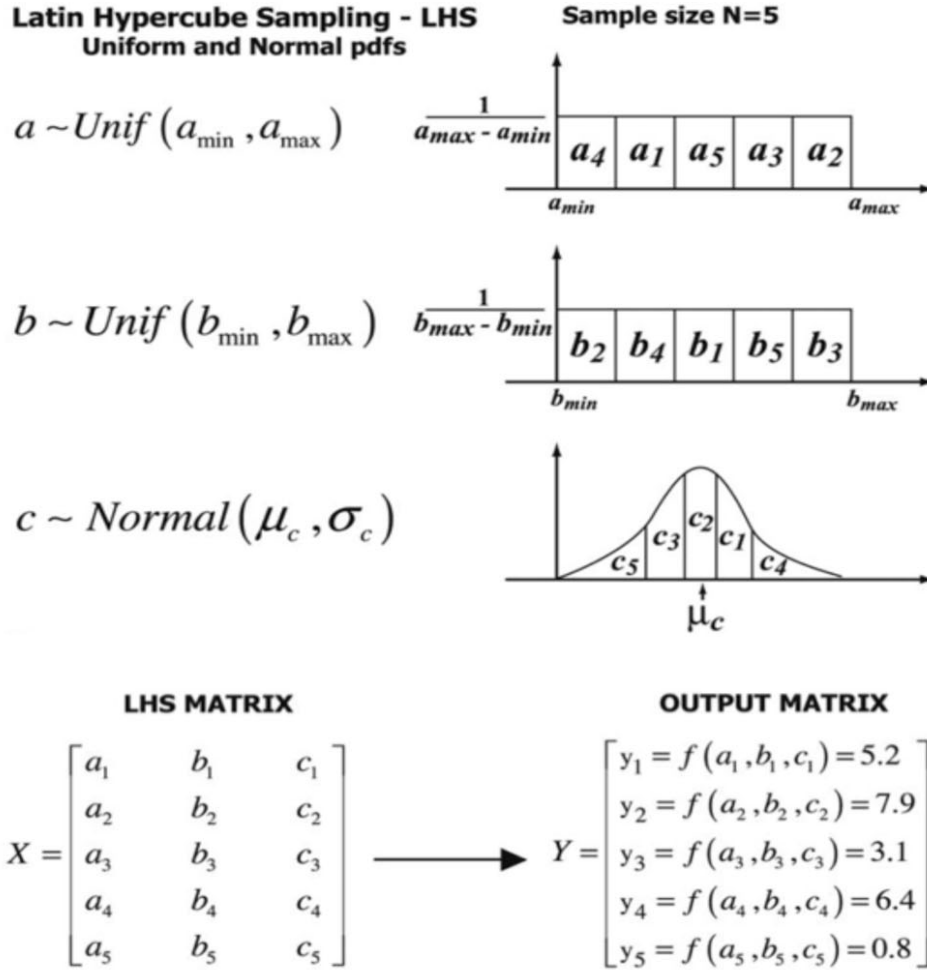 Latin Hypercube Sampling - LHS
Uniform and Normal pdfs
Sample size N=5
a ~ Unif (a_min , a_max)
1
a_max - a_min
a_4 a_1 a_5 a_3 a_2
a_min a_max
b ~ Unif (b_min , b_max)
1
b_max - b_min
b_2 b_4 b_1 b_5 b_3
b_min b_max
c ~ Normal (μ_c , σ_c)
c_5 c_3 c_2 c_1 c_4
μ_c
LHS MATRIX
X =
a_1 b_1 c_1
a_2 b_2 c_2
a_3 b_3 c_3
a_4 b_4 c_4
a_5 b_5 c_5
OUTPUT MATRIX
Y =
y_1 = f (a_1 , b_1 , c_1) = 5.2
y_2 = f (a_2 , b_2 , c_2) = 7.9
y_3 = f (a_3 , b_3 , c_3) = 3.1
y_4 = f (a_4 , b_4 , c_4) = 6.4
y_5 = f (a_5 , b_5 , c_5) = 0.8